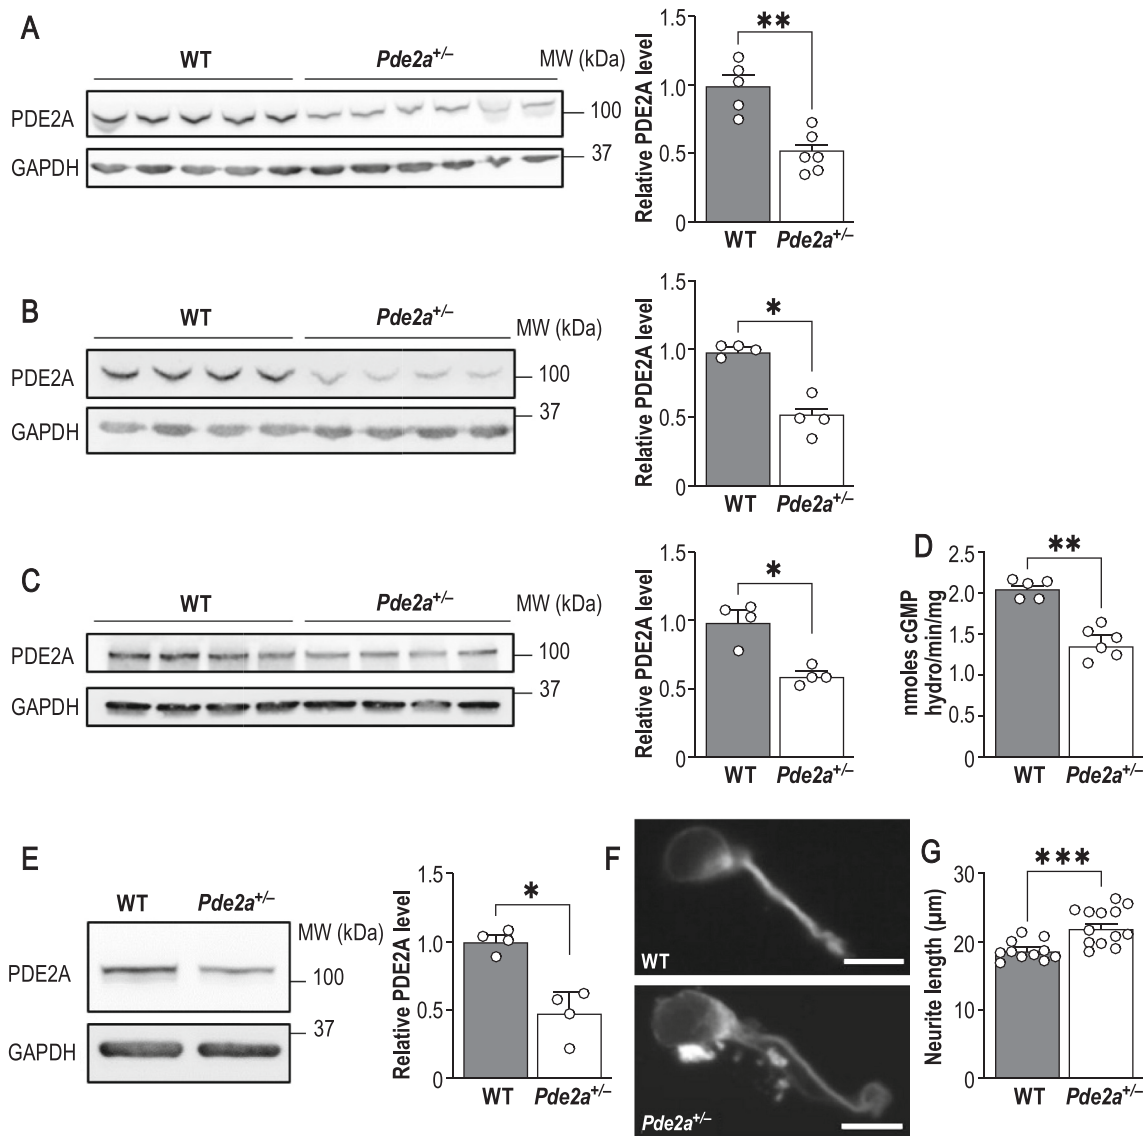 A
WT Pde2a+/– MW (kDa)
PDE2A
100
GAPDH
37
Relative PDE2A level
1.5
1.0
0.5
0
**
WT Pde2a+/–
B
WT Pde2a+/– MW (kDa)
PDE2A
100
GAPDH
37
Relative PDE2A level
1.5
1.0
0.5
0
*
WT Pde2a+/–
C
WT Pde2a+/– MW (kDa)
PDE2A
100
GAPDH
37
Relative PDE2A level
1.5
1.0
0.5
0
*
WT Pde2a+/–
D
nmoles cGMP
hydro/min/mg
2.5
2.0
1.5
1.0
0.5
0
**
WT Pde2a+/–
E
WT Pde2a+/–
MW (kDa)
PDE2A
100
GAPDH
37
Relative PDE2A level
1.5
1.0
0.5
0
*
WT Pde2a+/–
F
WT
Pde2a+/–
G
Neurite length (µm)
30
20
10
0
***
WT Pde2a+/–